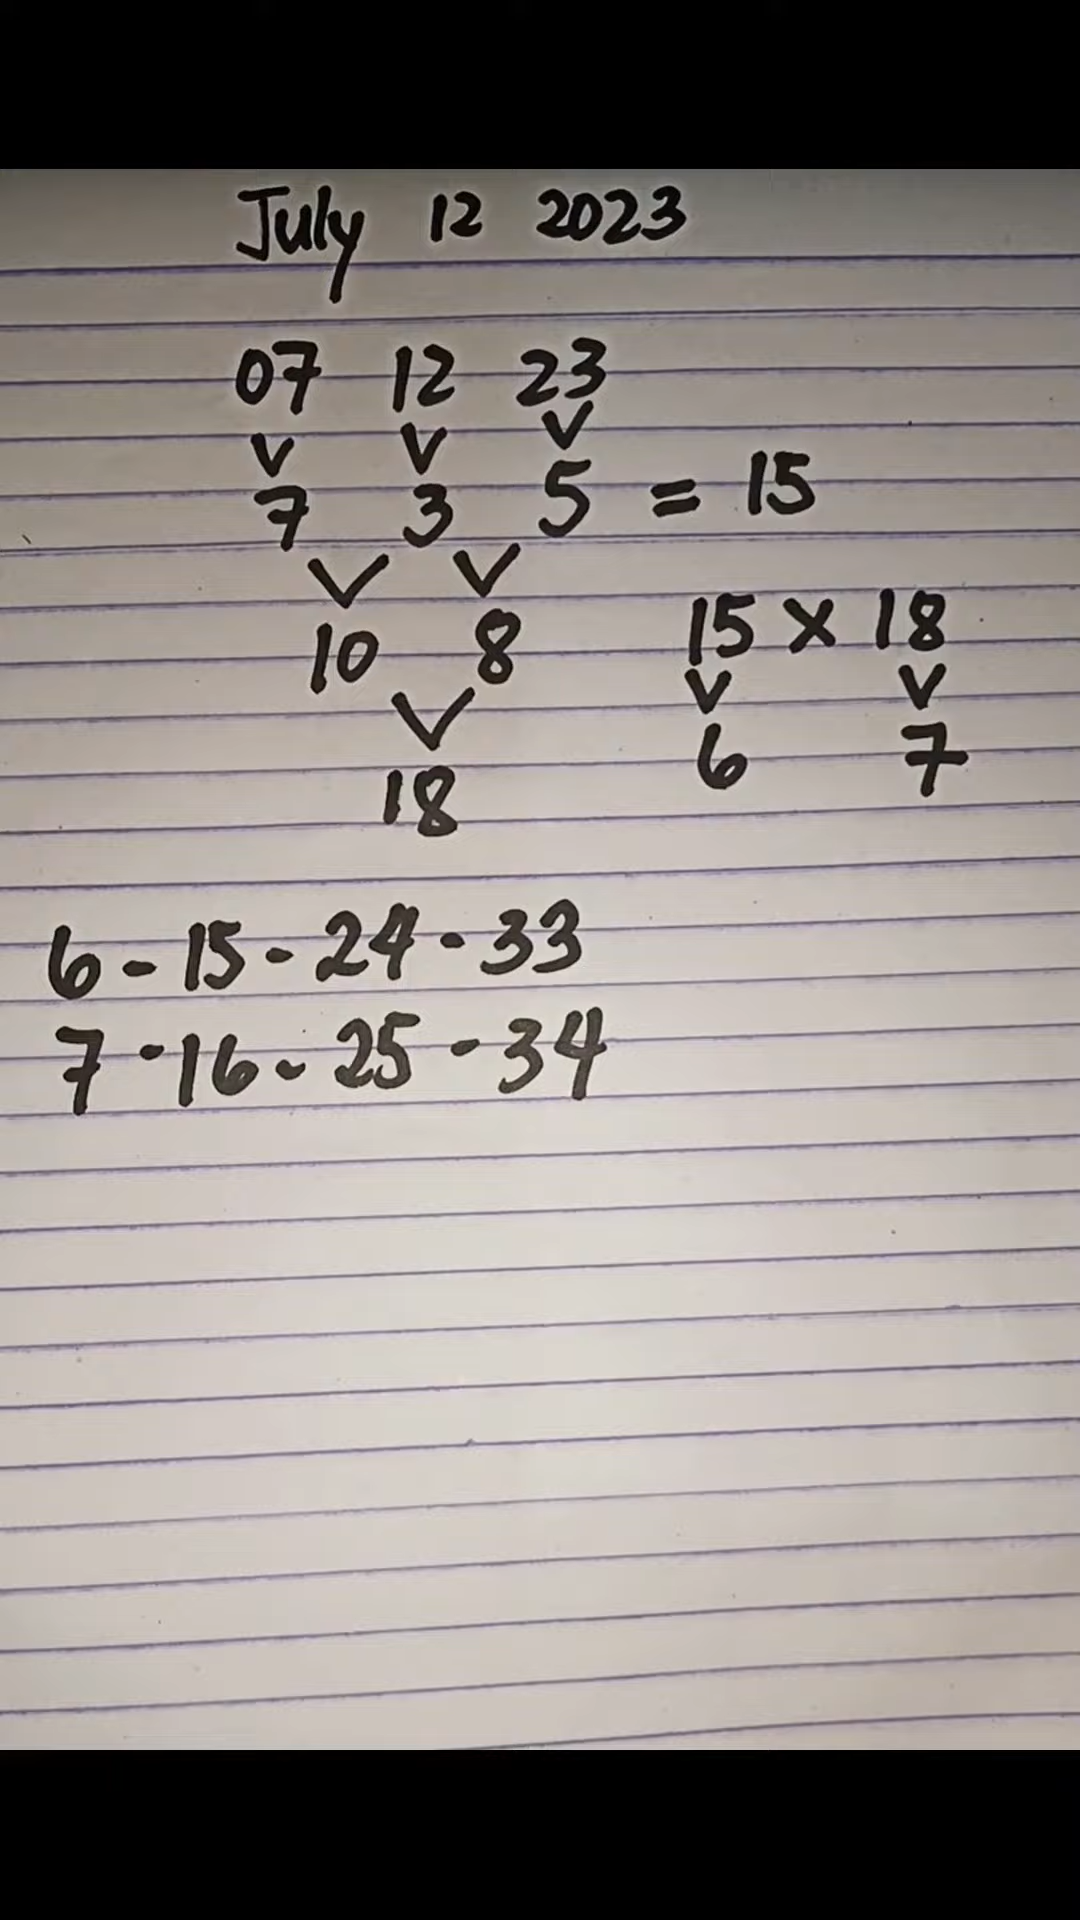 July 12 2023
07 12 23
V V V
7 3 5 = 15
V V
10 8 15 X 18
V V V
18 6 7
6 - 15 - 24 - 33
7 - 16 - 25 - 34